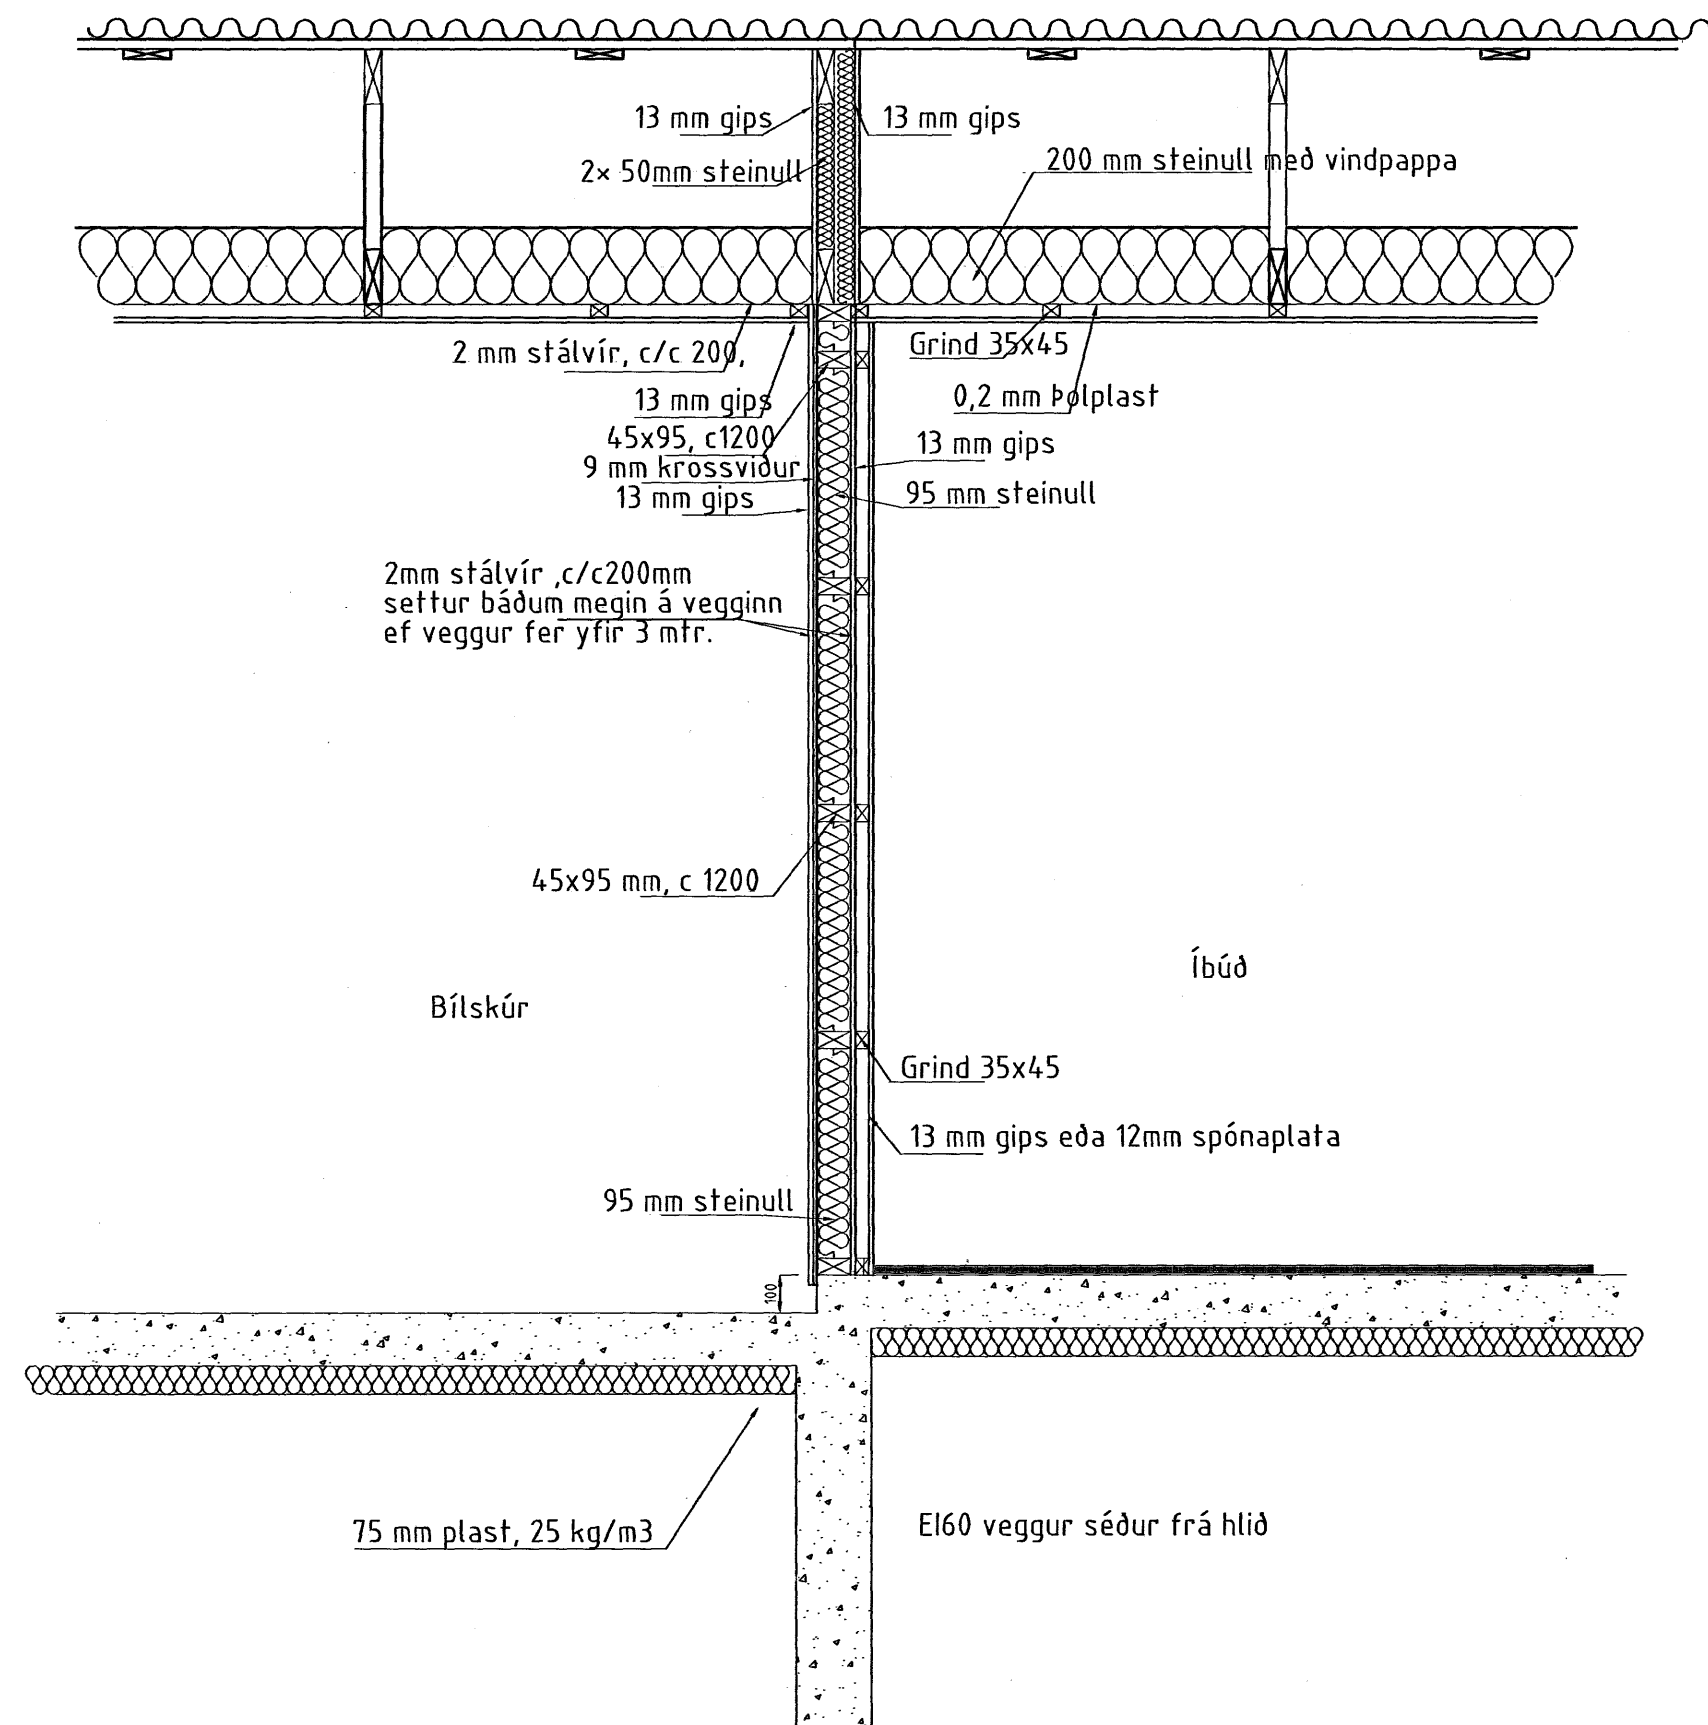 13 mm gips
13 mm gips
2x 50mm steinull
200 mm steinull með vindpappa
2 mm stálvír, c/c 200,
Grind 35x45
13 mm gips
0,2 mm Þolplast
45x95, c1200
13 mm gips
9 mm krossviður
13 mm gips
95 mm steinull
2mm stálvír ,c/c200mm
settur báðum megin á vegginn
ef veggur fer yfir 3 mtr.
45x95 mm, c 1200
Íbúð
Bílskúr
Grind 35x45
13 mm gips eða 12mm spónaplata
95 mm steinull
100
75 mm plast, 25 kg/m3
EI60 veggur séður frá hlið